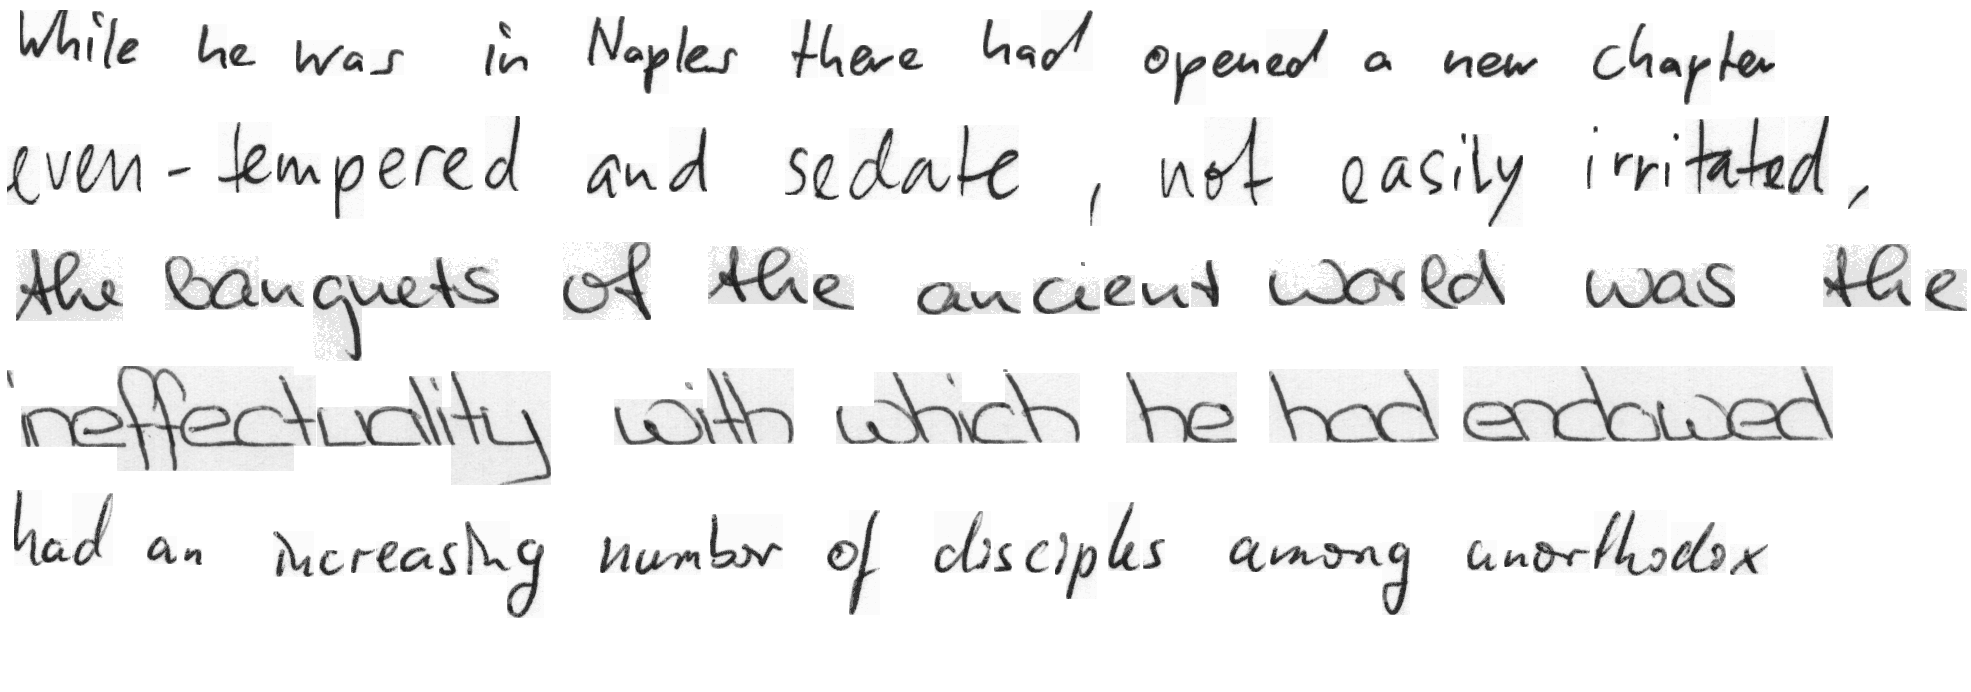 While he was in Naples there had opened a new chapter
even-tempered and sedate, not easily irritated,
the banquets of the ancient world was the
ineffectuality with which he had endowed
had an increasing number of disciples among unorthodox